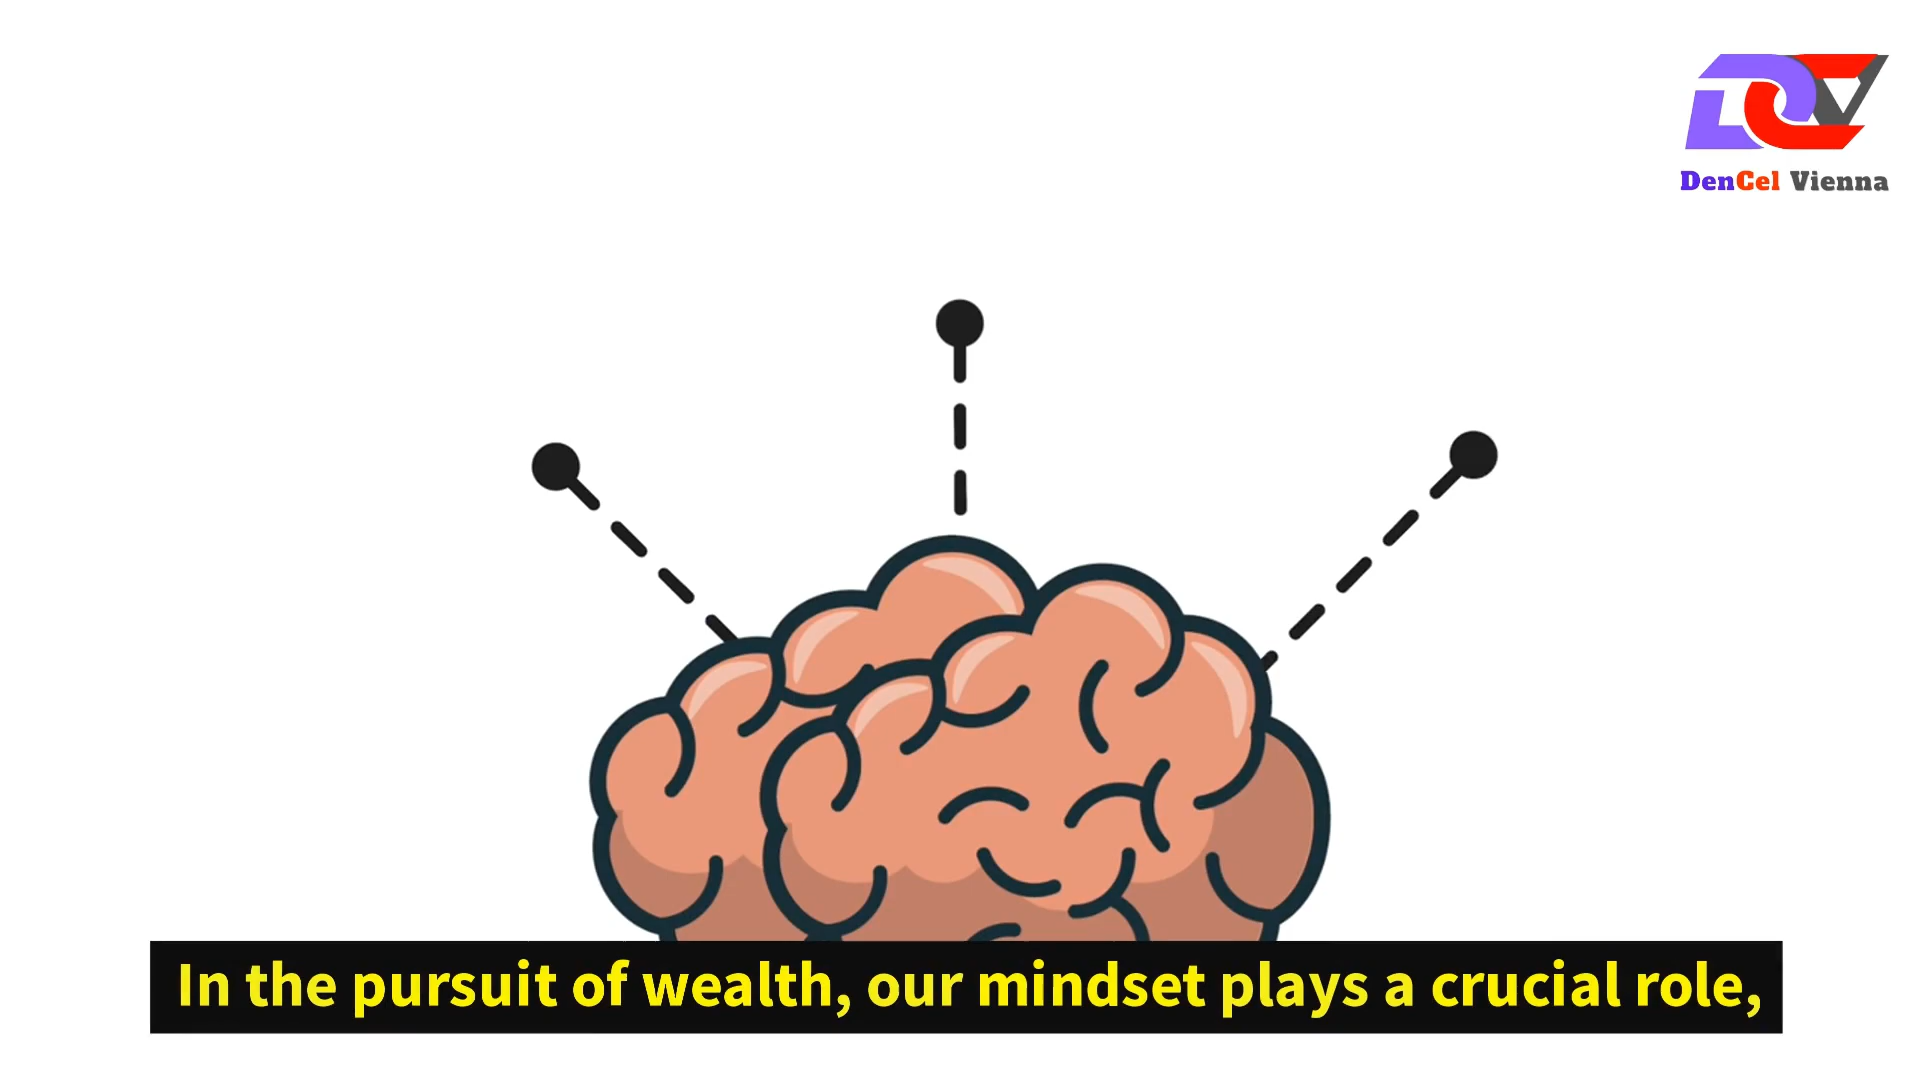 DenCel Vienna
In the pursuit of wealth, our mindset plays a crucial role,